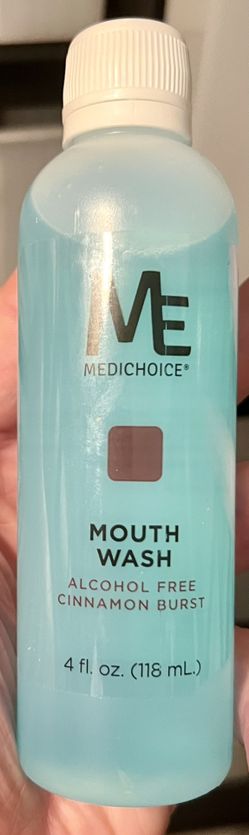 ME
MEDICHOICE®
MOUTH
WASH
ALCOHOL FREE
CINNAMON BURST
4 fl. oz. (118 mL.)